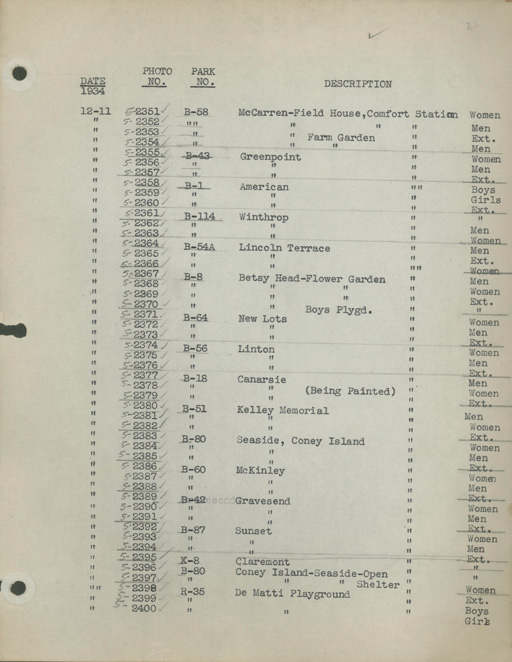 PHOTO PARK
DATE NO. NO. DESCRIPTION
1934
12-11 5-2351 B-58 McCarren-Field House,Comfort Station Women
" 5-2352 "" " " " Men
" 5-2353 " " Farm Garden " Ext.
" 5-2354 " " " " Men
" 5-2355 B-43 Greenpoint " Women
" 5-2356 " " " Men
" 5-2357 " " " Ext.
" 5-2358 B-1 American "" Boys
" 5-2359 " " " Girls
" 5-2360 " " " Ext.
" 5-2361 B-114 Winthrop " "
" 5-2362 " " " Men
" 5-2363 " " " Women
" 5-2364 B-54A Lincoln Terrace " Men
" 5-2365 " " " Ext.
" 5-2366 " " "" Women
" 5-2367 B-8 Betsy Head-Flower Garden " Men
" 5-2368 " " " " Women
" 5-2369 " " " " Ext.
" 5-2370 " " Boys Plygd. " "
" 5-2371 B-64 New Lots " Women
" 5-2372 " " " Men
" 5-2373 " " " Ext.
" 5-2374 B-56 Linton " Women
" 5-2375 " " " Men
" 5-2376 " " " Ext.
" 5-2377 B-18 Canarsie " Men
" 5-2378 " " (Being Painted) " Women
" 5-2379 " " " Ext.
" 5-2380 B-51 Kelley Memorial " Men
" 5-2381 " " " Women
" 5-2382 " " " Ext.
" 5-2383 B-80 Seaside, Coney Island " Women
" 5-2384 " " " Men
" 5-2385 " " " Ext.
" 5-2386 B-60 McKinley " Women
" 5-2387 " " " Men
" 5-2388 " " " Ext.
" 5-2389 B-42 Gravesend " Women
" 5-2390 " " " Men
" 5-2391 " " " Ext.
" 5-2392 B-87 Sunset " Women
" 5-2393 " " " Men
" 5-2394 " " " Ext.
" 5-2395 X-8 Claremont " "
" 5-2396 B-80 Coney Island-Seaside-Open " "
" 5-2397 " " " Shelter " Women
"" 5-2398 R-35 De Matti Playground " Ext.
" 5-2399 " " " Boys
" 5-2400 " " " Girls